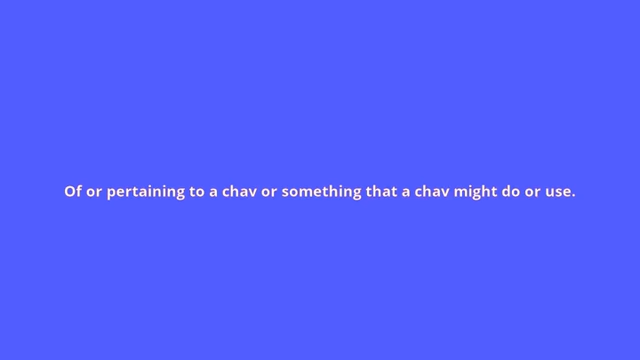 Of or pertaining to a chav or something that a chav might do or use.